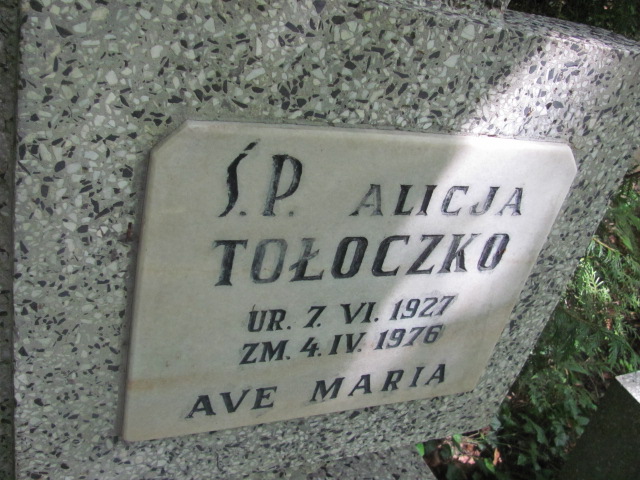 Ś.P. ALICJA
TOŁOCZKO
UR. 7. VI. 1927
ZM. 4. IV. 1976
AVE MARIA